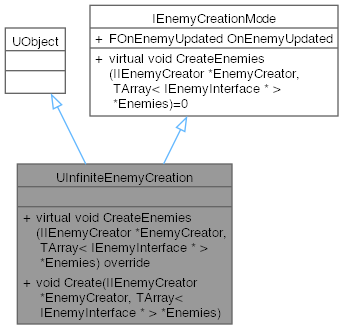 UObject
IEnemyCreationMode
+ FOnEnemyUpdated OnEnemyUpdated
+ virtual void CreateEnemies
(IIEnemyCreator *EnemyCreator,
TArray< IEnemyInterface * >
*Enemies)=0
UInfiniteEnemyCreation
+ virtual void CreateEnemies
(IIEnemyCreator *EnemyCreator,
TArray< IEnemyInterface * >
*Enemies) override
+ void Create(IIEnemyCreator
*EnemyCreator, TArray<
IEnemyInterface * > *Enemies)